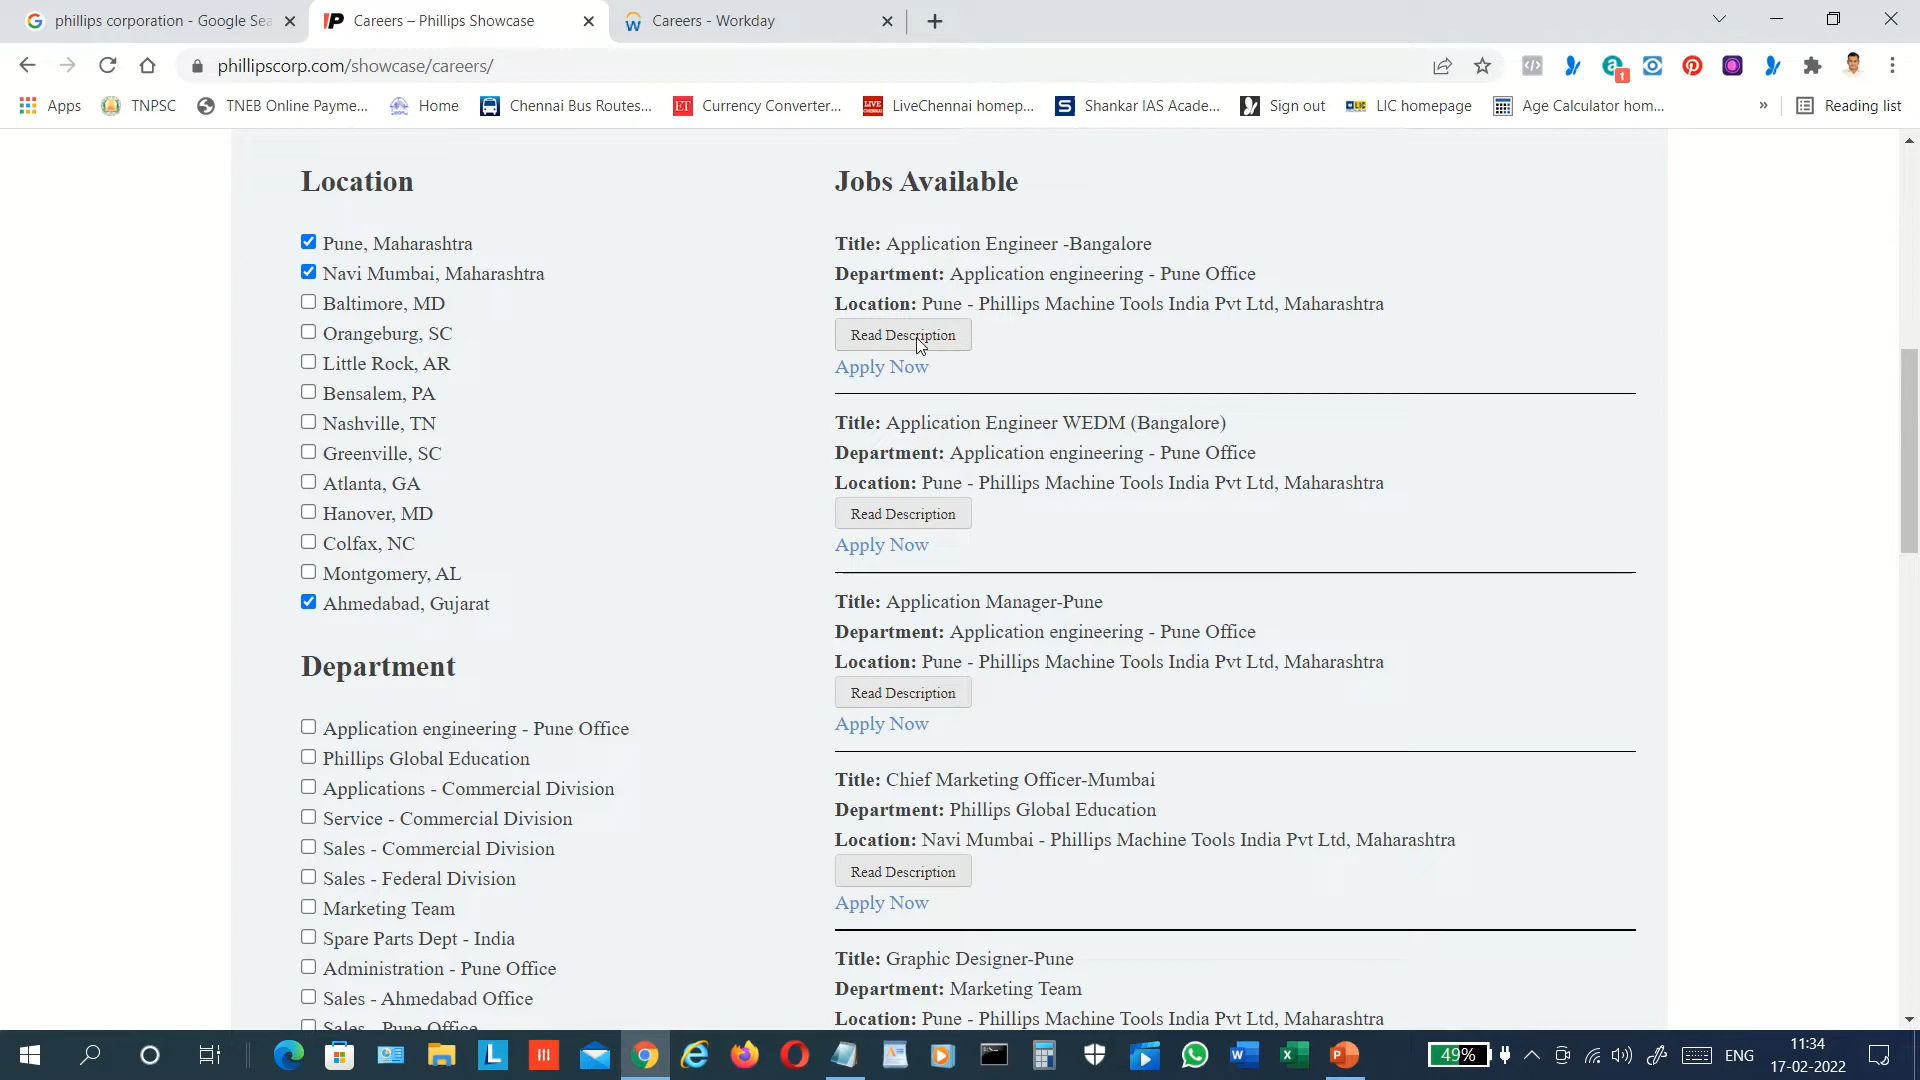 phillips corporation - Google Sea
Careers – Phillips Showcase
Careers - Workday
phillipscorp.com/showcase/careers/
1
Apps
TNPSC
TNEB Online Payme...
Home
Chennai Bus Routes...
ET
Currency Converter...
LIVE
LiveChennai homep...
Shankar IAS Acade...
Sign out
LIC homepage
Age Calculator hom...
»
Reading list
Location
Pune, Maharashtra
Navi Mumbai, Maharashtra
Baltimore, MD
Orangeburg, SC
Little Rock, AR
Bensalem, PA
Nashville, TN
Greenville, SC
Atlanta, GA
Hanover, MD
Colfax, NC
Montgomery, AL
Ahmedabad, Gujarat
Department
Application engineering - Pune Office
Phillips Global Education
Applications - Commercial Division
Service - Commercial Division
Sales - Commercial Division
Sales - Federal Division
Marketing Team
Spare Parts Dept - India
Administration - Pune Office
Sales - Ahmedabad Office
Sales - Pune Office
Jobs Available
Title: Application Engineer -Bangalore
Department: Application engineering - Pune Office
Location: Pune - Phillips Machine Tools India Pvt Ltd, Maharashtra
Read Description
Apply Now
Title: Application Engineer WEDM (Bangalore)
Department: Application engineering - Pune Office
Location: Pune - Phillips Machine Tools India Pvt Ltd, Maharashtra
Read Description
Apply Now
Title: Application Manager-Pune
Department: Application engineering - Pune Office
Location: Pune - Phillips Machine Tools India Pvt Ltd, Maharashtra
Read Description
Apply Now
Title: Chief Marketing Officer-Mumbai
Department: Phillips Global Education
Location: Navi Mumbai - Phillips Machine Tools India Pvt Ltd, Maharashtra
Read Description
Apply Now
Title: Graphic Designer-Pune
Department: Marketing Team
Location: Pune - Phillips Machine Tools India Pvt Ltd, Maharashtra
49%
ENG
11:34
17-02-2022